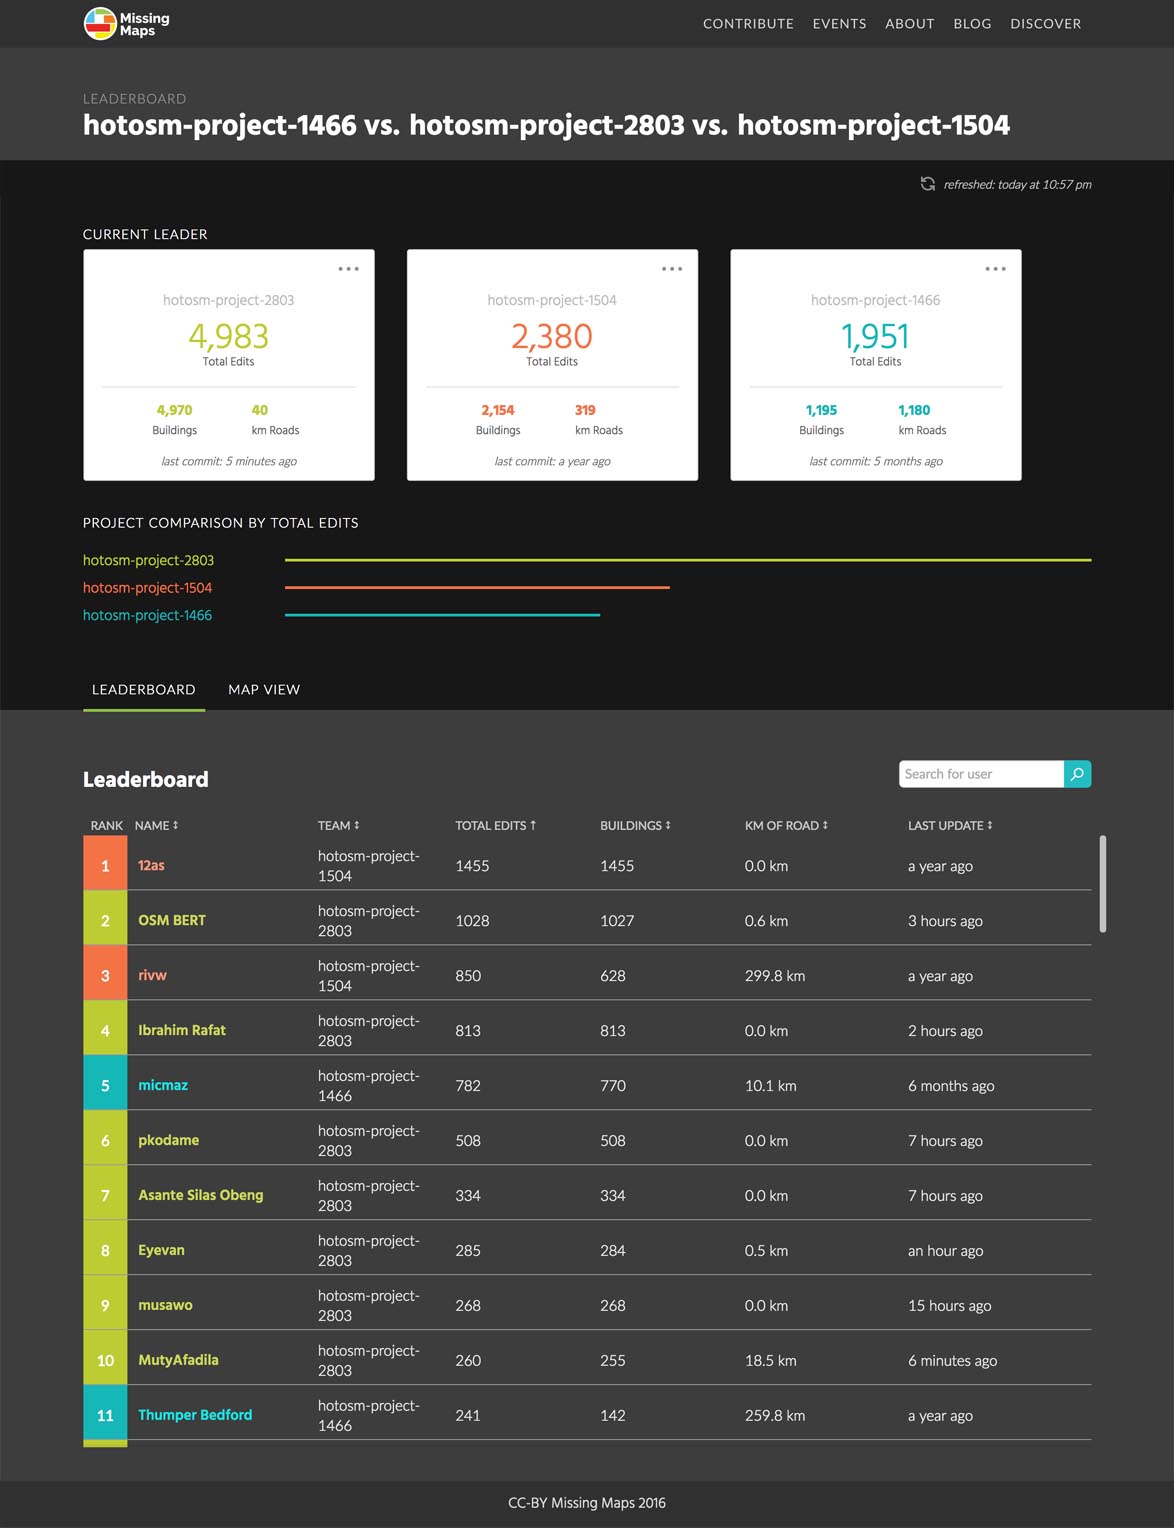 Missing
Maps
CONTRIBUTE EVENTS ABOUT BLOG DISCOVER
LEADERBOARD
hotosm-project-1466 vs. hotosm-project-2803 vs. hotosm-project-1504
refreshed: today at 10:57 pm
CURRENT LEADER
hotosm-project-2803
4,983
Total Edits
4,970 40
Buildings km Roads
last commit: 5 minutes ago
hotosm-project-1504
2,380
Total Edits
2,154 319
Buildings km Roads
last commit: a year ago
hotosm-project-1466
1,951
Total Edits
1,195 1,180
Buildings km Roads
last commit: 5 months ago
PROJECT COMPARISON BY TOTAL EDITS
hotosm-project-2803
hotosm-project-1504
hotosm-project-1466
LEADERBOARD MAP VIEW
Leaderboard
Search for user
RANK NAME ↕ TEAM ↕ TOTAL EDITS ↑ BUILDINGS ↕ KM OF ROAD ↕ LAST UPDATE ↕
1 12as hotosm-project-
1504 1455 1455 0.0 km a year ago
2 OSM BERT hotosm-project-
2803 1028 1027 0.6 km 3 hours ago
3 rivw hotosm-project-
1504 850 628 299.8 km a year ago
4 Ibrahim Rafat hotosm-project-
2803 813 813 0.0 km 2 hours ago
5 micmaz hotosm-project-
1466 782 770 10.1 km 6 months ago
6 pkodame hotosm-project-
2803 508 508 0.0 km 7 hours ago
7 Asante Silas Obeng hotosm-project-
2803 334 334 0.0 km 7 hours ago
8 Eyevan hotosm-project-
2803 285 284 0.5 km an hour ago
9 musawo hotosm-project-
2803 268 268 0.0 km 15 hours ago
10 MutyAfadila hotosm-project-
2803 260 255 18.5 km 6 minutes ago
11 Thumper Bedford hotosm-project-
1466 241 142 259.8 km a year ago
CC-BY Missing Maps 2016